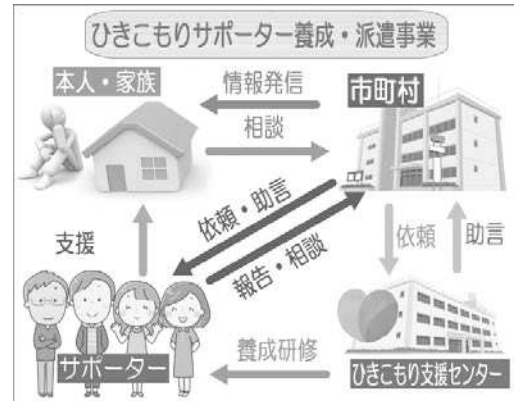 ひきこもりサポーター養成・派遣事業
本人・家族
情報発信
市町村
相談
支援
依頼・助言
報告・相談
依頼
助言
サポーター
養成研修
ひきこもり支援センター